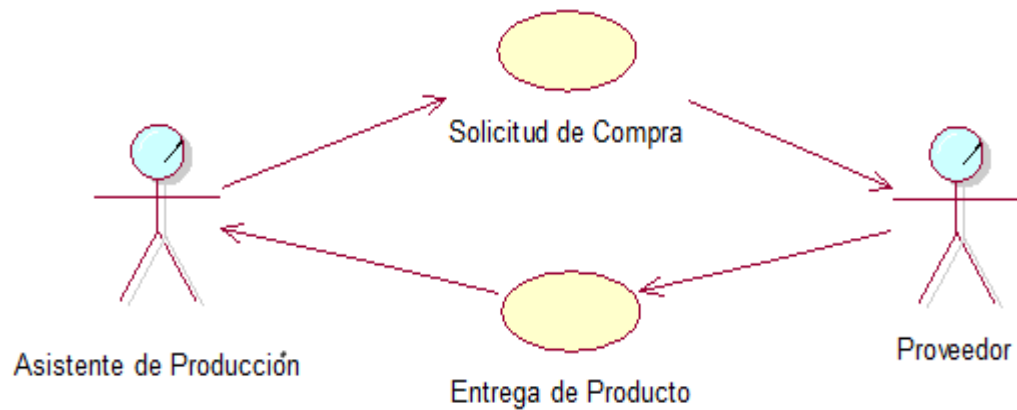 Solicitud de Compra
Asistente de Producción
Proveedor
Entrega de Producto